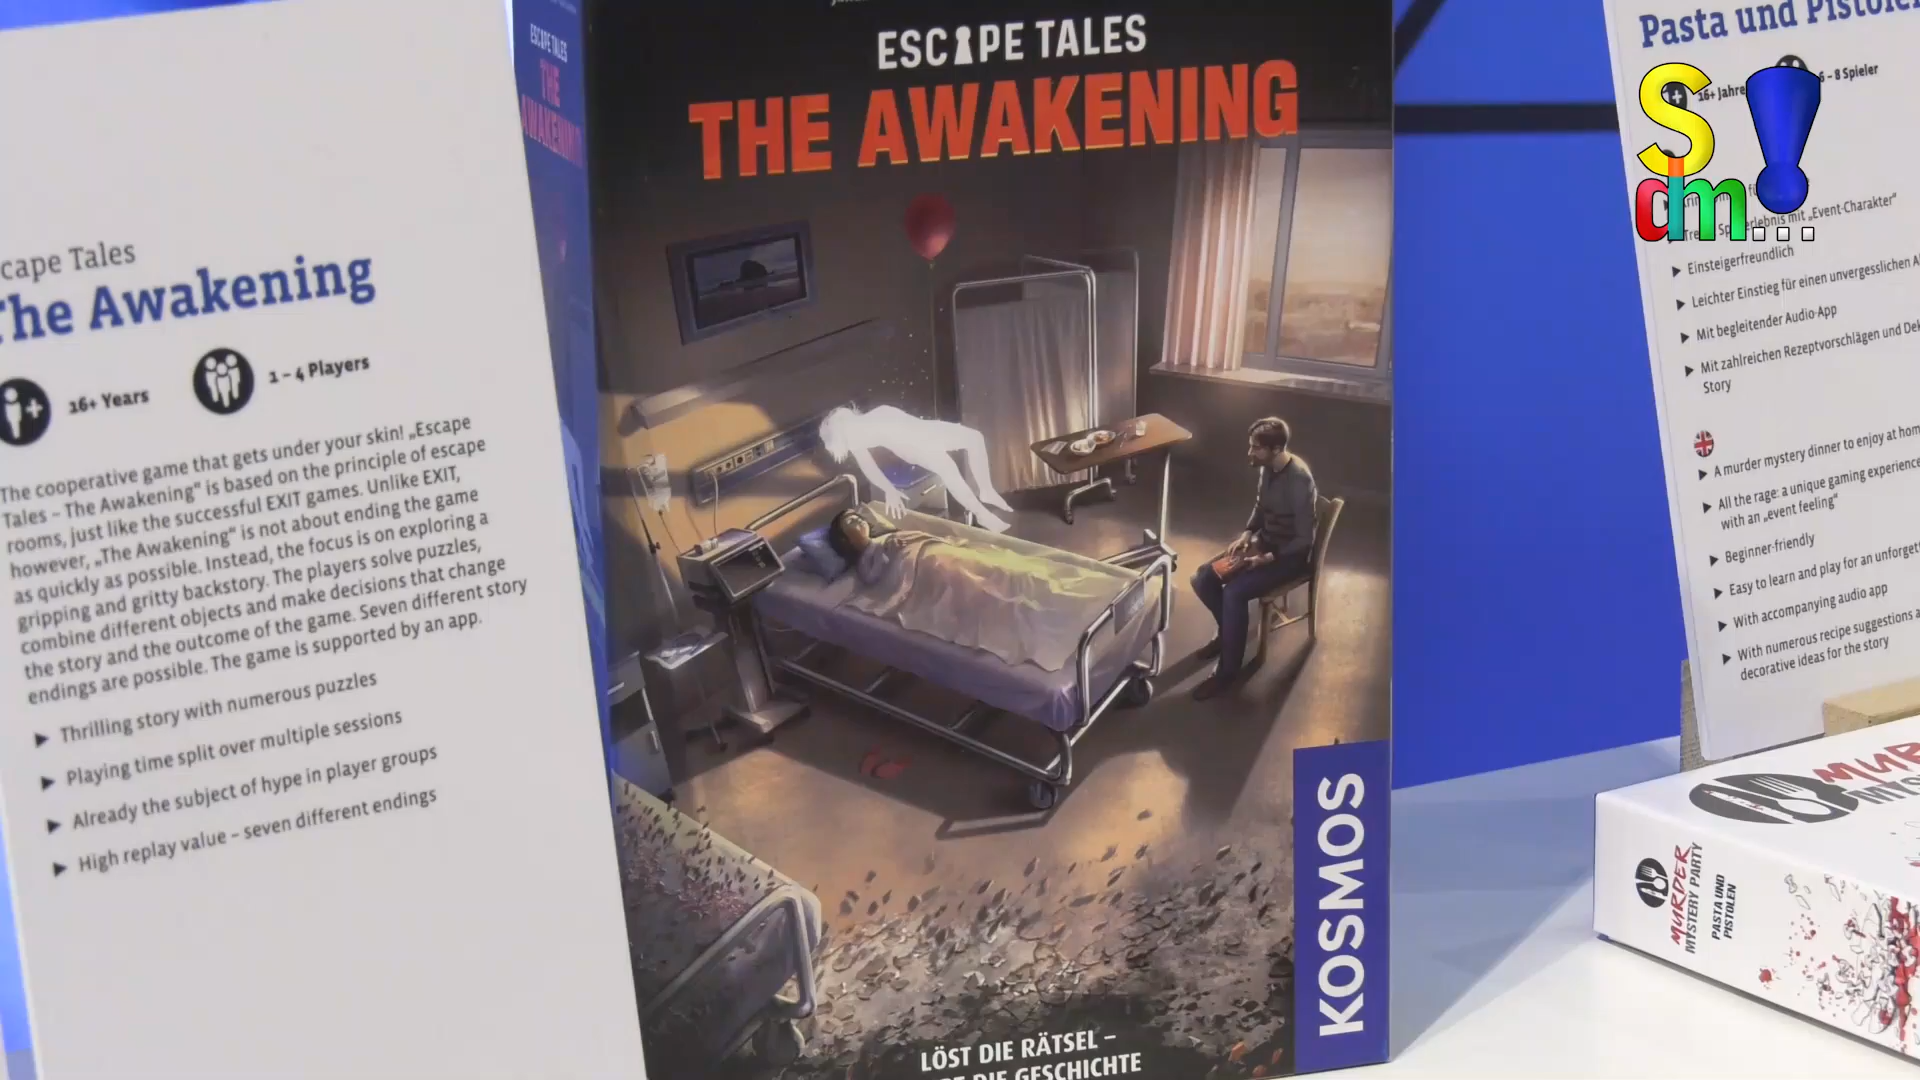 cape Tales
The Awakening
16+ Years
1 – 4 Players
The cooperative game that gets under your skin! „Escape
Tales – The Awakening" is based on the principle of escape
rooms, just like the successful EXIT games. Unlike EXIT,
however, „The Awakening" is not about ending the game
as quickly as possible. Instead, the focus is on exploring a
gripping and gritty backstory. The players solve puzzles,
combine different objects and make decisions that change
the story and the outcome of the game. Seven different story
endings are possible. The game is supported by an app.
Thrilling story with numerous puzzles
Playing time split over multiple sessions
Already the subject of hype in player groups
High replay value – seven different endings
ESCAPE TALES
THE
AWAKENING
ESCAPE TALES
THE AWAKENING
KOSMOS
LÖST DIE RÄTSEL –
DIE GESCHICHTE
Pasta und Pistolen
16+ Jahre
6 – 8 Spieler
mit „Event-Charakter"
Einsteigerfreundlich
Leichter Einstieg für einen unvergesslichen
Mit begleitender Audio-App
Mit zahlreichen Rezeptvorschlägen und
Story
A murder mystery dinner to enjoy at
All the rage: a unique gaming experience
with an „event feeling"
Beginner-friendly
Easy to learn and play for an
With accompanying audio app
With numerous recipe suggestions
decorative ideas for the story
Sdm...!
MURDER
MYSTERY PARTY
PASTA UND
PISTOLEN